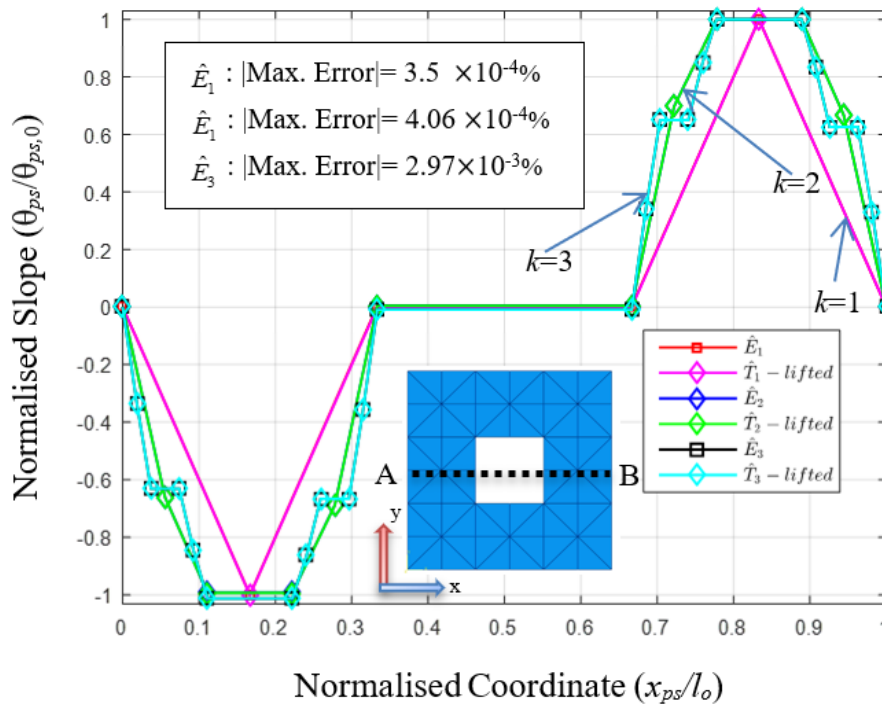 Ê₁ : |Max. Error|= 3.5 ×10⁻⁴%
Ê₁ : |Max. Error|= 4.06 ×10⁻⁴%
Ê₃ : |Max. Error|= 2.97×10⁻³%
Normalised Slope (θps/θps,0)
1
0.8
0.6
0.4
0.2
0
-0.2
-0.4
-0.6
-0.8
-1
k=2
k=3
k=1
Ê₁
T̂₁ − lifted
Ê₂
T̂₂ − lifted
Ê₃
T̂₃ − lifted
A
B
y
x
0
0.1
0.2
0.3
0.4
0.5
0.6
0.7
0.8
0.9
1
Normalised Coordinate (xps/lo)